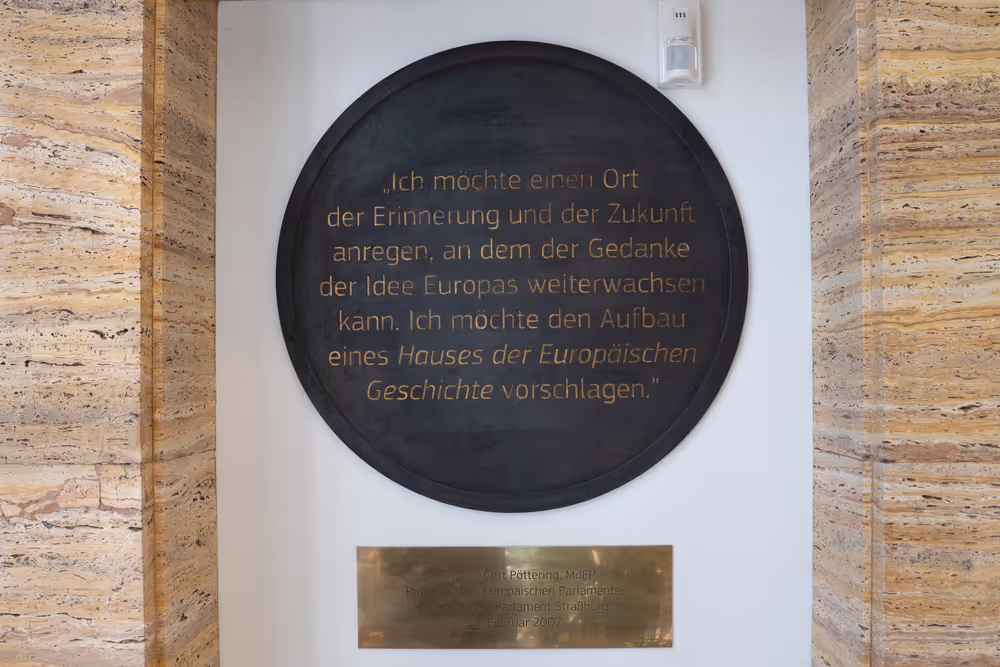 „Ich möchte einen Ort
der Erinnerung und der Zukunft
anregen, an dem der Gedanke
der Idee Europas weiterwachsen
kann. Ich möchte den Aufbau
eines Hauses der Europäischen
Geschichte vorschlagen.”
Gert Pöttering, MdEP
Europäischen Parlaments
Parlament Straßburg
Februar 2007